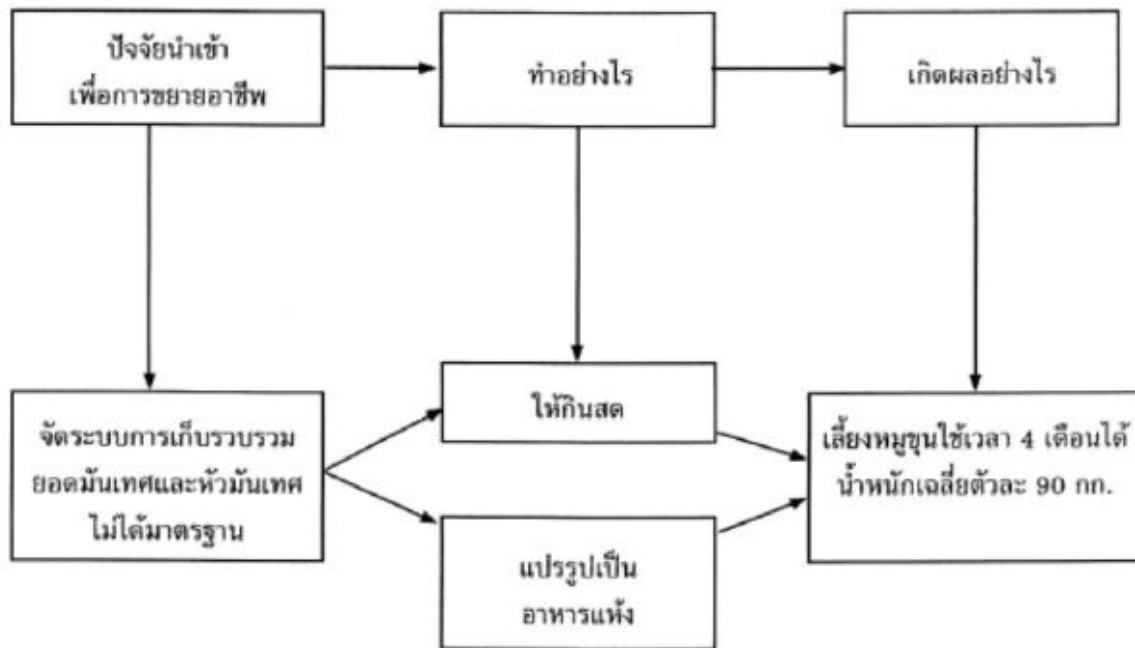 ปัจจัยนำเข้า
เพื่อการขยายอาชีพ
ทำอย่างไร
เกิดผลอย่างไร
จัดระบบการเก็บรวบรวม
ยอดมันเทศและหัวมันเทศ
ไม่ได้มาตรฐาน
ให้กินสด
แปรรูปเป็น
อาหารแห้ง
เลี้ยงหมูขุนใช้เวลา 4 เดือนได้
น้ำหนักเฉลี่ยตัวละ 90 กก.